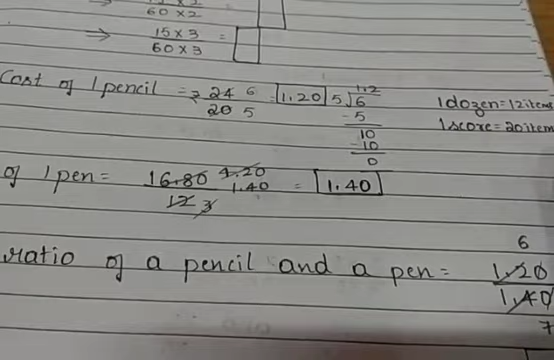 60×2
⇒ 15×3 =
60×3
Cost of 1 pencil = 24 6 1.20 5√6 1.2
20 5 -5
10
-10
0
1 dozen = 12 items
1 score = 20 item
of 1 pen = 16.80 4.20 1.40 = 1.40
12 3
ratio of a pencil and a pen = 1.20 6
1.40
7